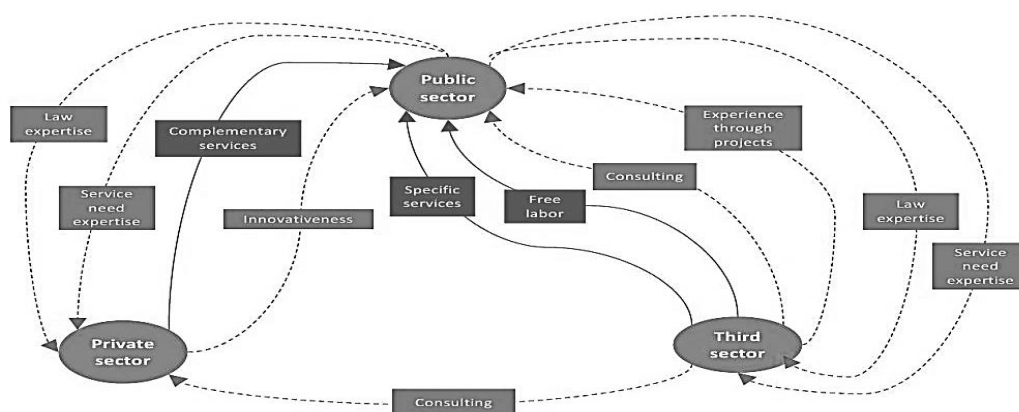 Public
sector
Law
expertise
Complementary
services
Experience
through
projects
Consulting
Service
need
expertise
Specific
services
Free
labor
Innovativeness
Law
expertise
Service
need
expertise
Private
sector
Third
sector
Consulting